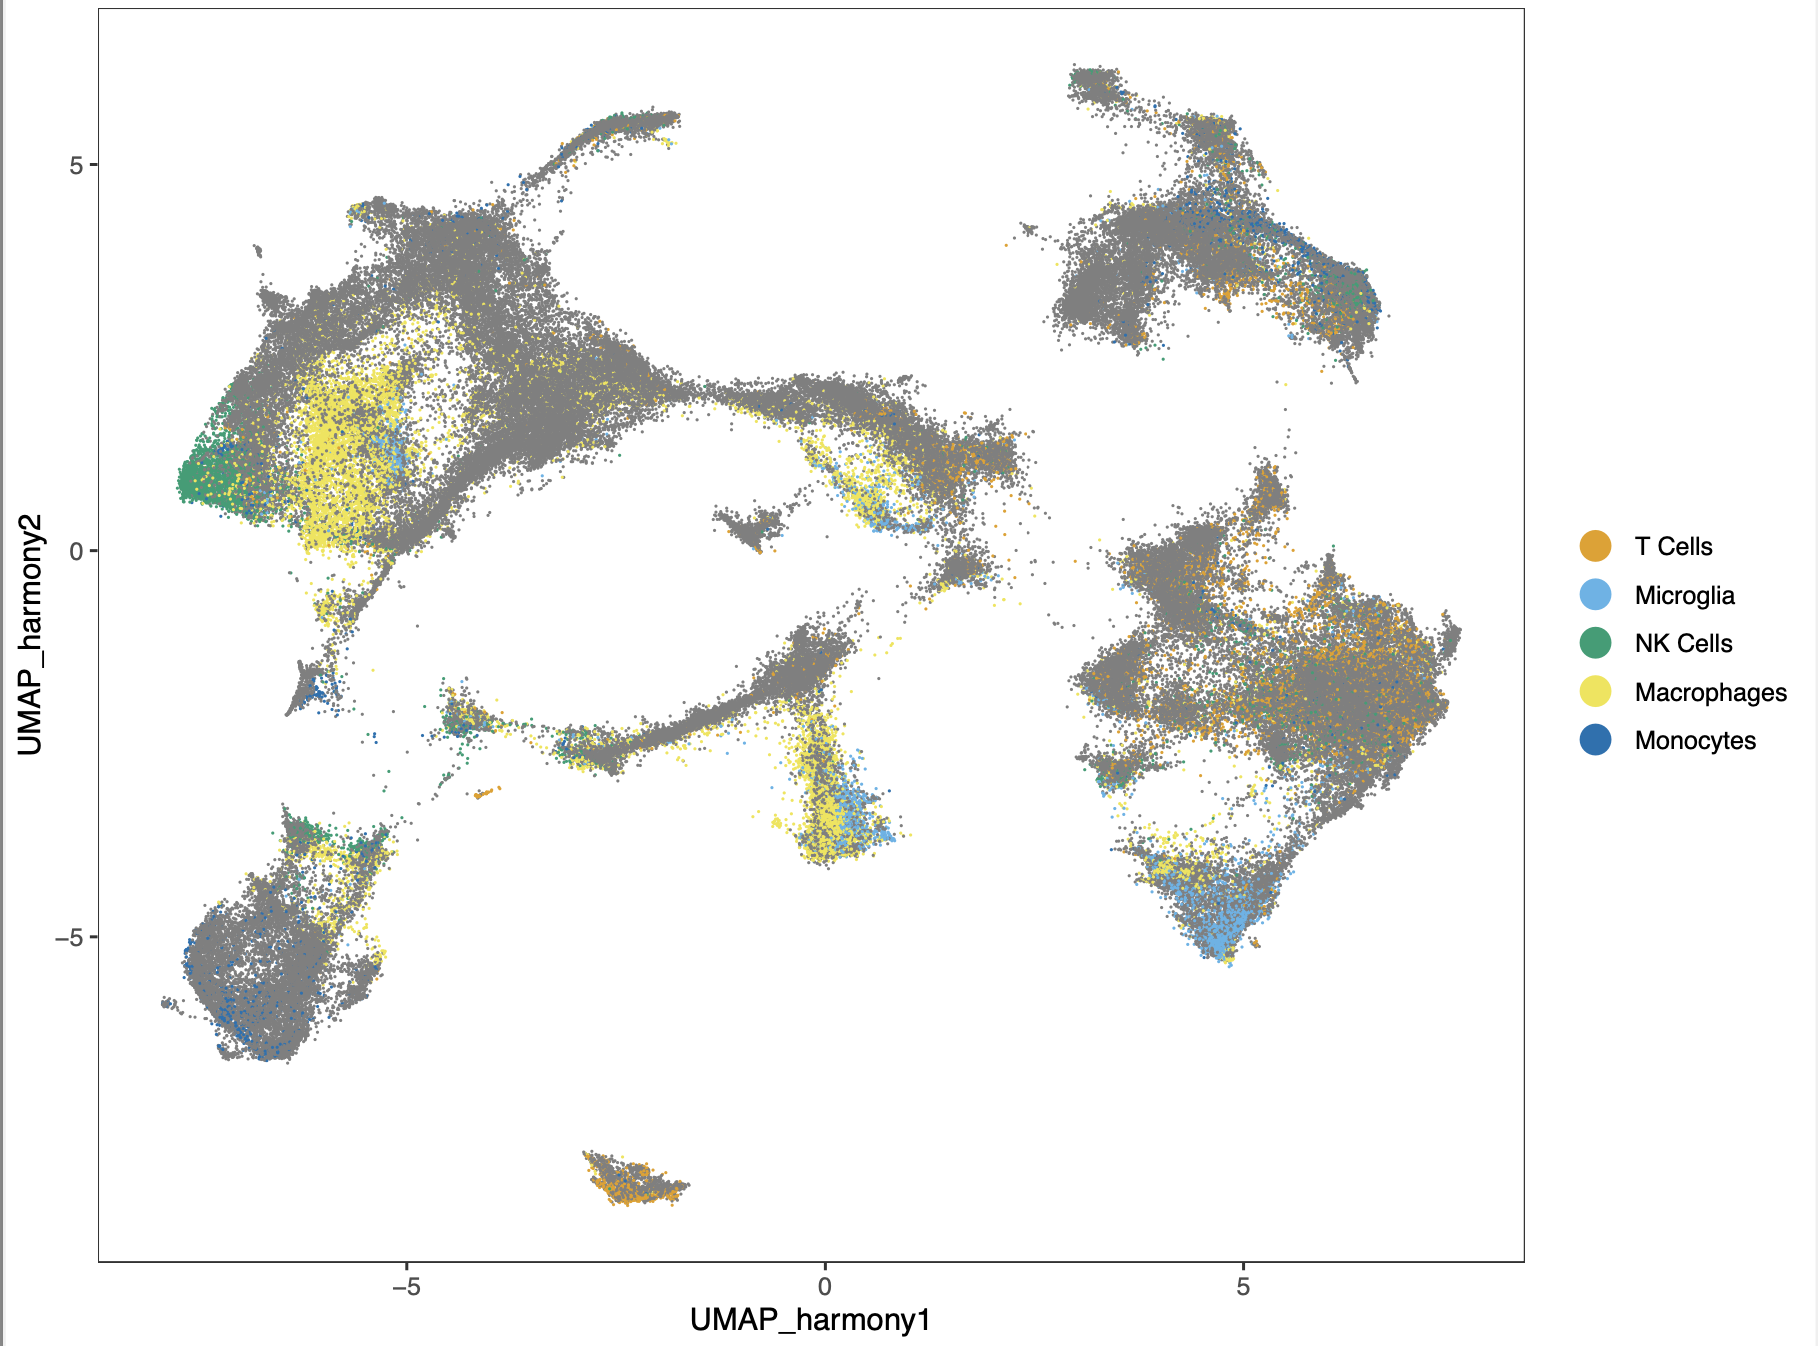 UMAP_harmony2
5
0
−5
−5
0
5
UMAP_harmony1
T Cells
Microglia
NK Cells
Macrophages
Monocytes